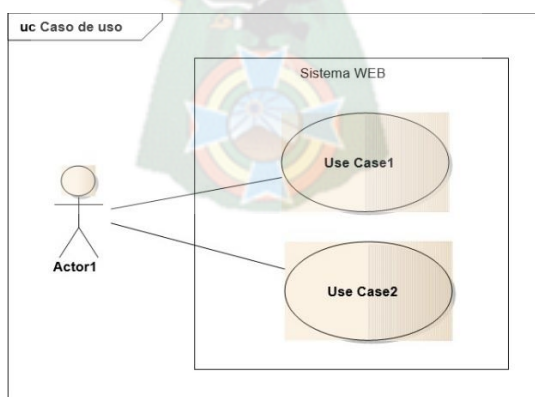 uc Caso de uso
Sistema WEB
Use Case1
Actor1
Use Case2